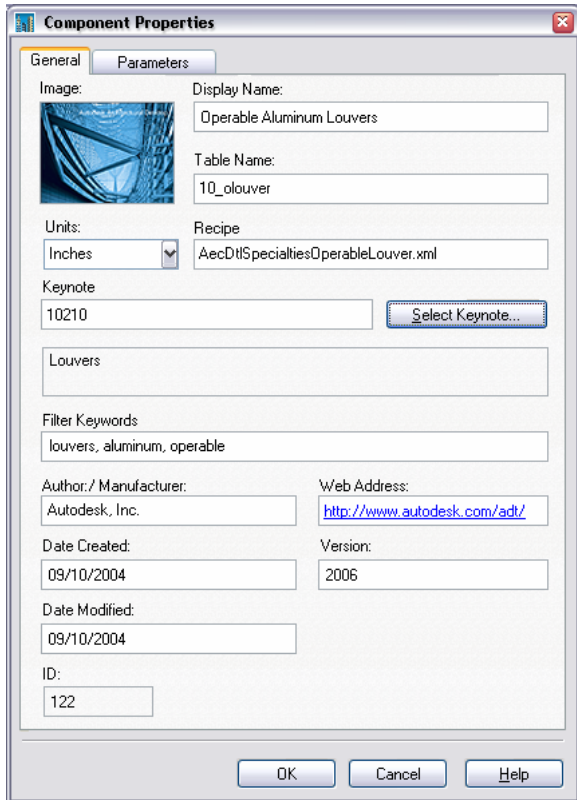 Component Properties
General Parameters
Image: Display Name:
Operable Aluminum Louvers
Table Name:
10_olouver
Units: Recipe
Inches AecDtlSpecialtiesOperableLouver.xml
Keynote
10210 Select Keynote...
Louvers
Filter Keywords
louvers, aluminum, operable
Author:/ Manufacturer: Web Address:
Autodesk, Inc. http://www.autodesk.com/adt/
Date Created: Version:
09/10/2004 2006
Date Modified:
09/10/2004
ID:
122
OK Cancel Help